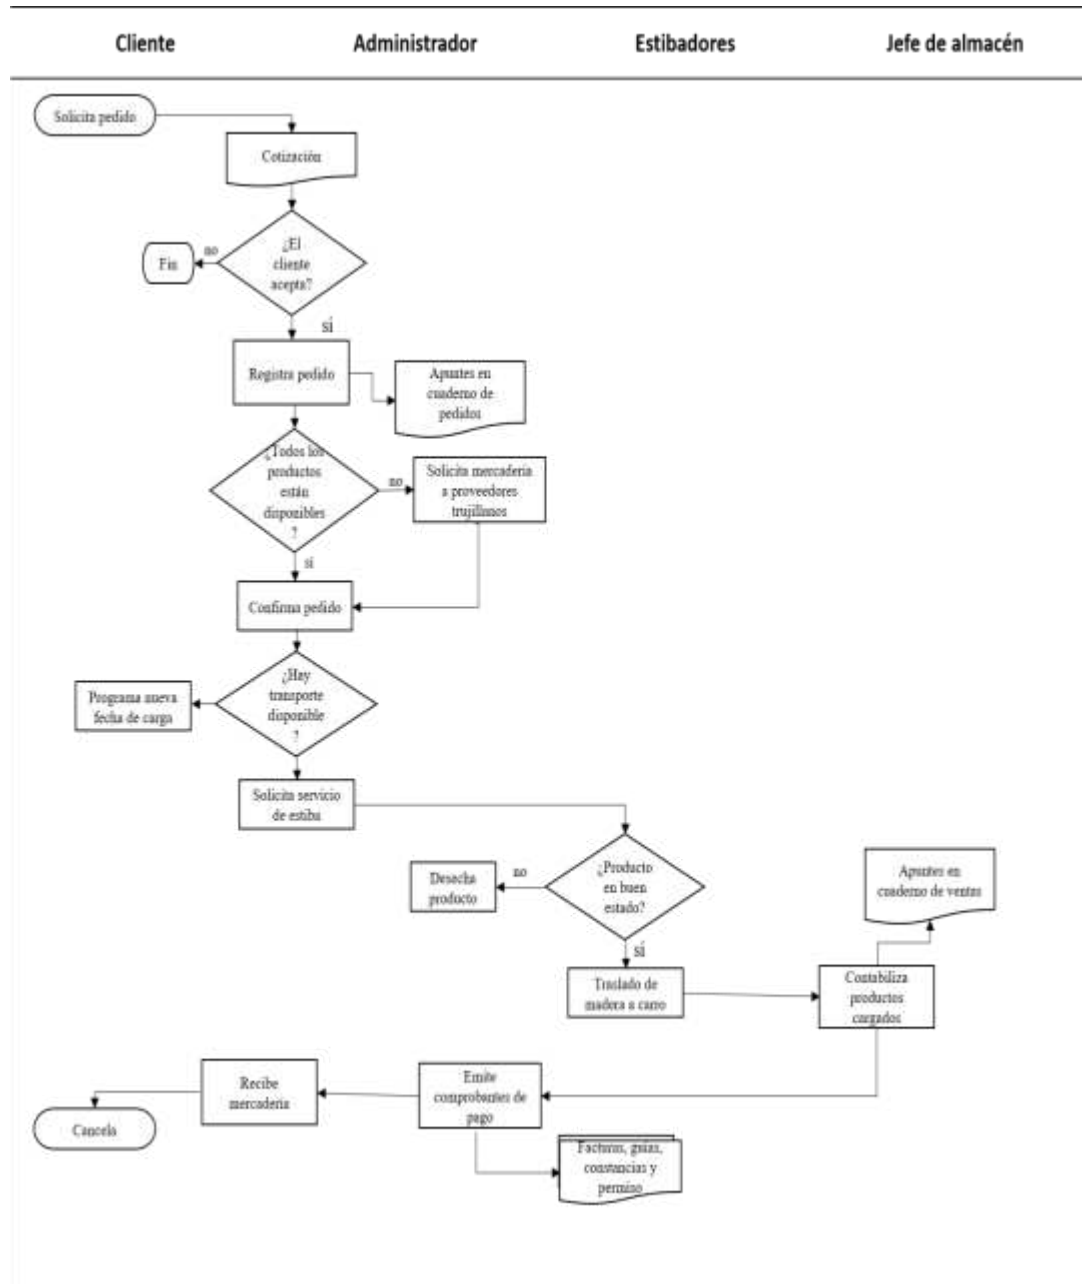 Cliente
Administrador
Estibadores
Jefe de almacén
Solicita pedido
Cotización
¿El
cliente
acepta?
no
Fin
sí
Registra pedido
Apuntes en
cuaderno de
pedidos
¿Todos los
productos
están
disponibles
?
no
Solicita mercadería
a proveedores
trujillanos
si
Confirma pedido
¿Hay
transporte
disponible
?
Programa nueva
fecha de carga
Solicita servicio
de estiba
¿Producto
en buen
estado?
no
Desecha
producto
sí
Traslado de
madera a carro
Apuntes en
cuaderno de ventas
Contabiliza
productos
cargados
Emite
comprobantes de
pago
Recibe
mercadería
Cancela
Facturas, guías,
constancias y
permiso